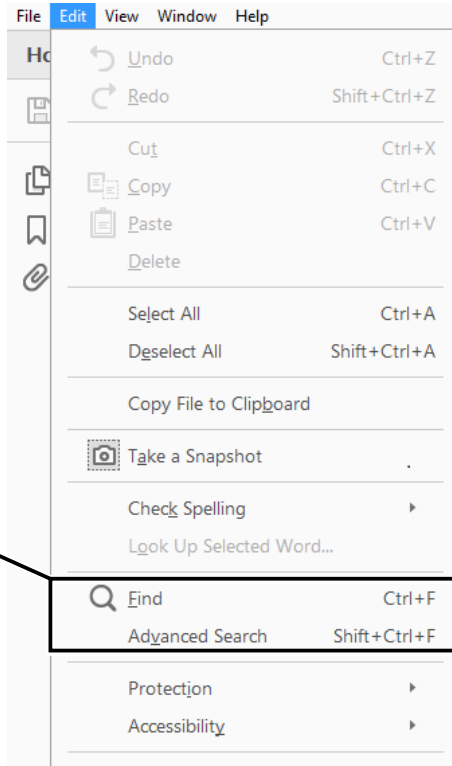 File Edit View Window Help
Ho
Undo Ctrl+Z
Redo Shift+Ctrl+Z
Cut Ctrl+X
Copy Ctrl+C
Paste Ctrl+V
Delete
Select All Ctrl+A
Deselect All Shift+Ctrl+A
Copy File to Clipboard
Take a Snapshot
Check Spelling
Look Up Selected Word...
Find Ctrl+F
Advanced Search Shift+Ctrl+F
Protection
Accessibility